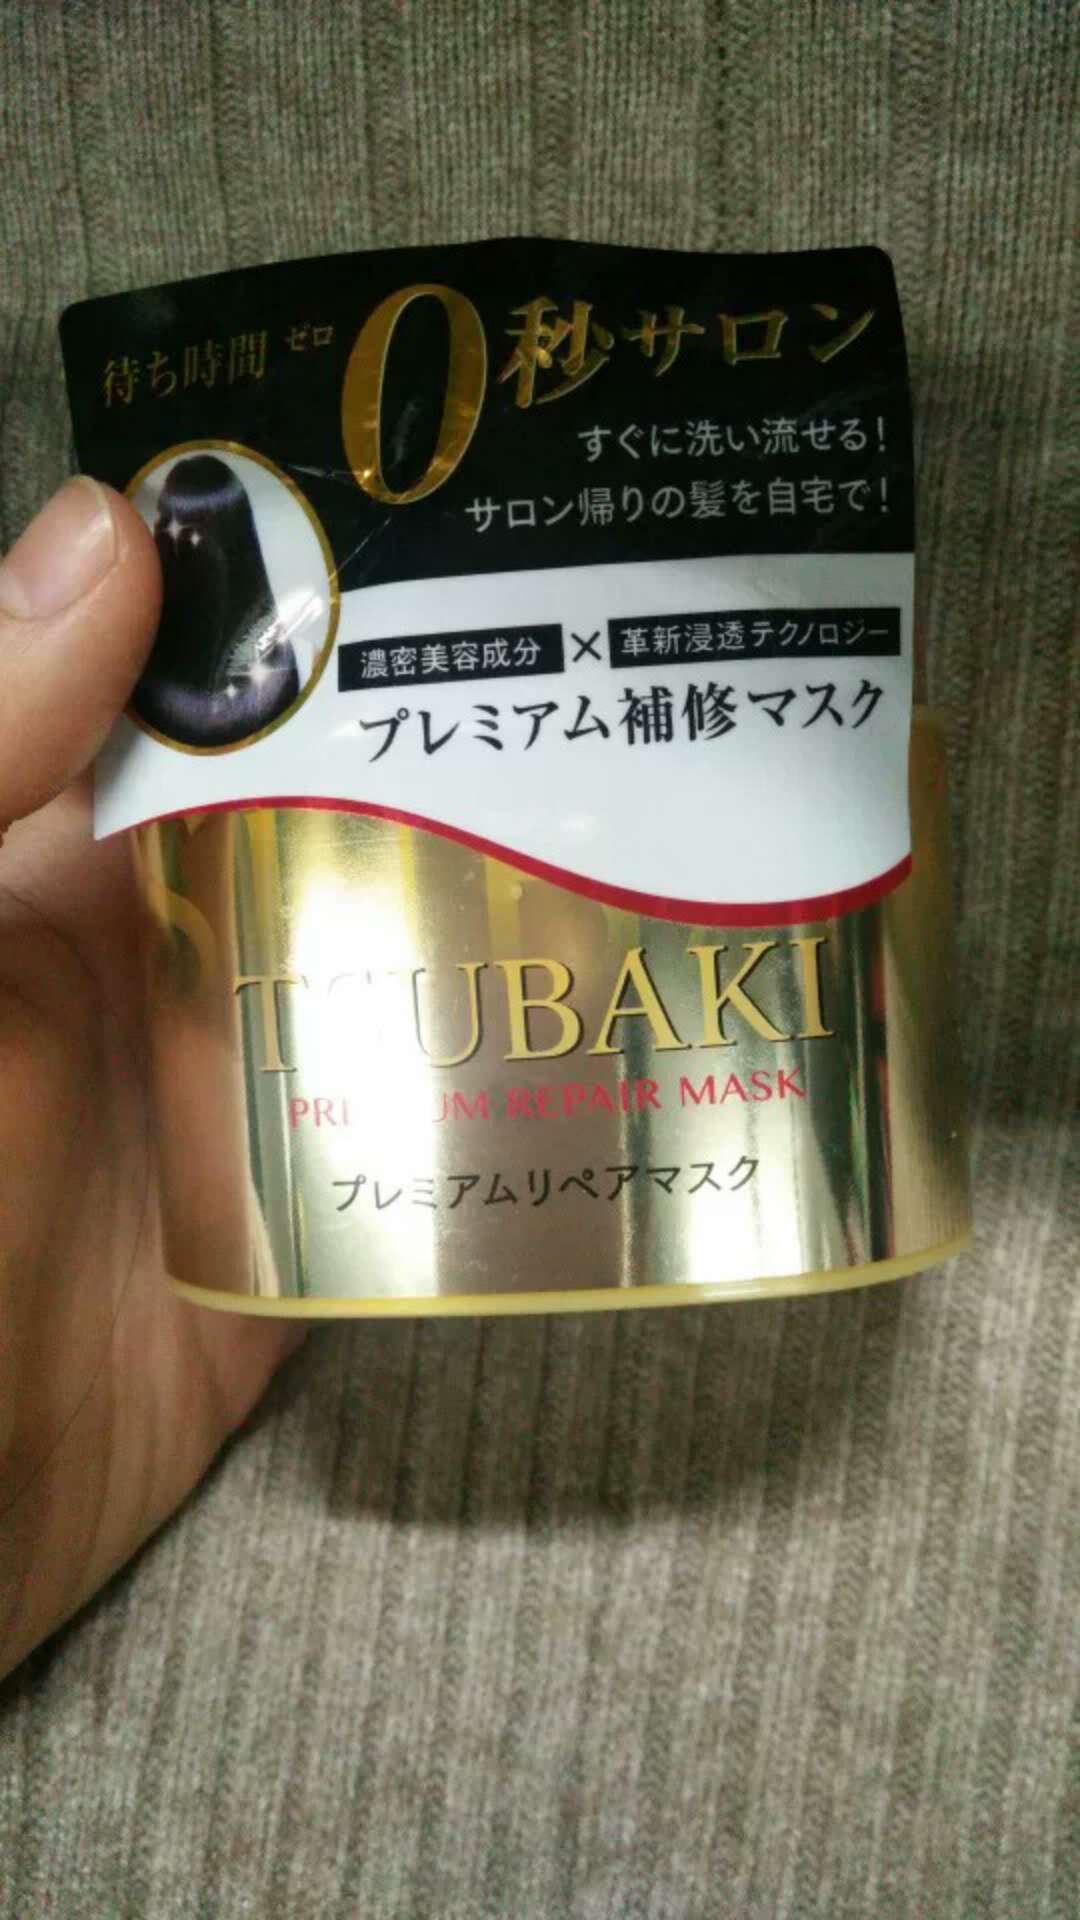 待ち時間 ゼロ 0秒サロン
すぐに洗い流せる!
サロン帰りの髪を自宅で!
濃密美容成分 × 革新浸透テクノロジー
プレミアム補修マスク
TSUBAKI
PREMIUM REPAIR MASK
プレミアムリペアマスク